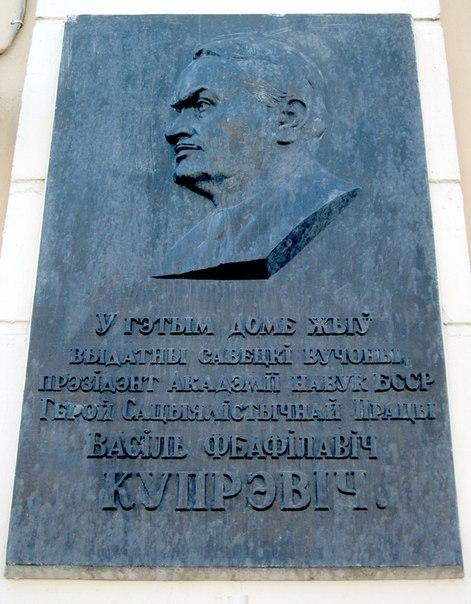 У ГЭТЫМ ДОМЕ ЖЫЎ
ВЫДАТНЫ САВЕЦКІ ВУЧОНЫ,
ПРЭЗІДЭНТ АКАДЭМІІ НАВУК БССР
ГЕРОЙ САЦЫЯЛІСТЫЧНАЙ ПРАЦЫ
ВАСІЛЬ ФЕАФІЛАВІЧ
КУПРЭВІЧ.